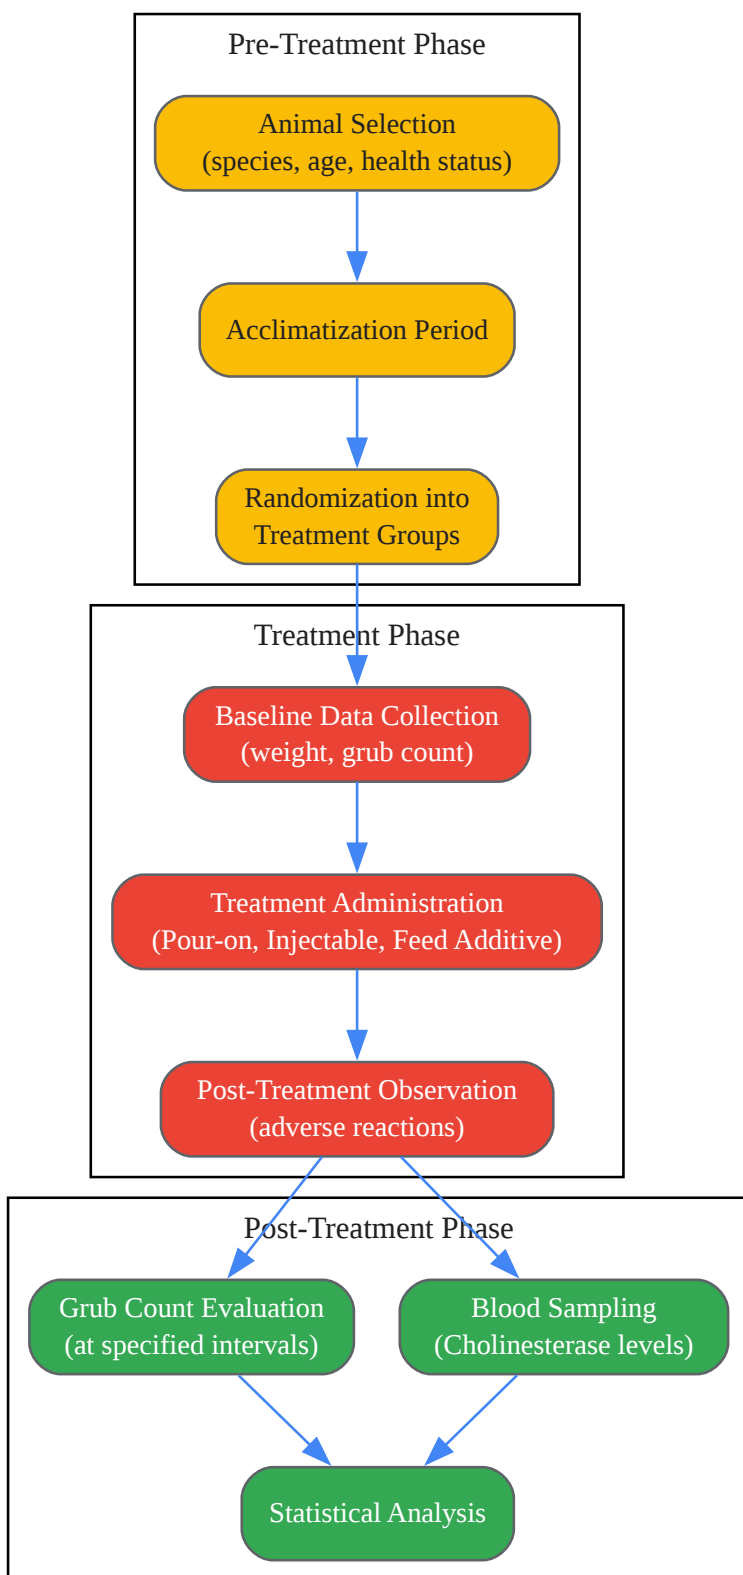 Pre-Treatment Phase
Animal Selection
(species, age, health status)
Acclimatization Period
Randomization into
Treatment Groups
Treatment Phase
Baseline Data Collection
(weight, grub count)
Treatment Administration
(Pour-on, Injectable, Feed Additive)
Post-Treatment Observation
(adverse reactions)
Post-Treatment Phase
Grub Count Evaluation
(at specified intervals)
Blood Sampling
(Cholinesterase levels)
Statistical Analysis